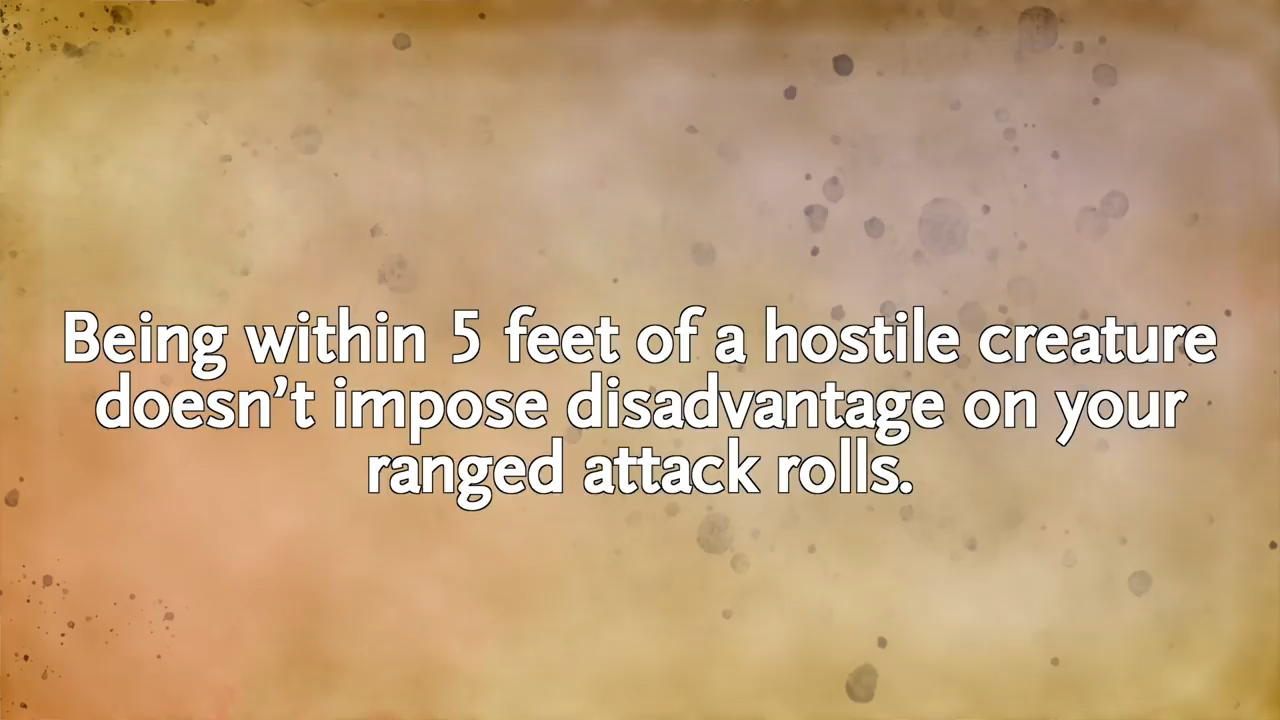 Being within 5 feet of a hostile creature
doesn’t impose disadvantage on your
ranged attack rolls.